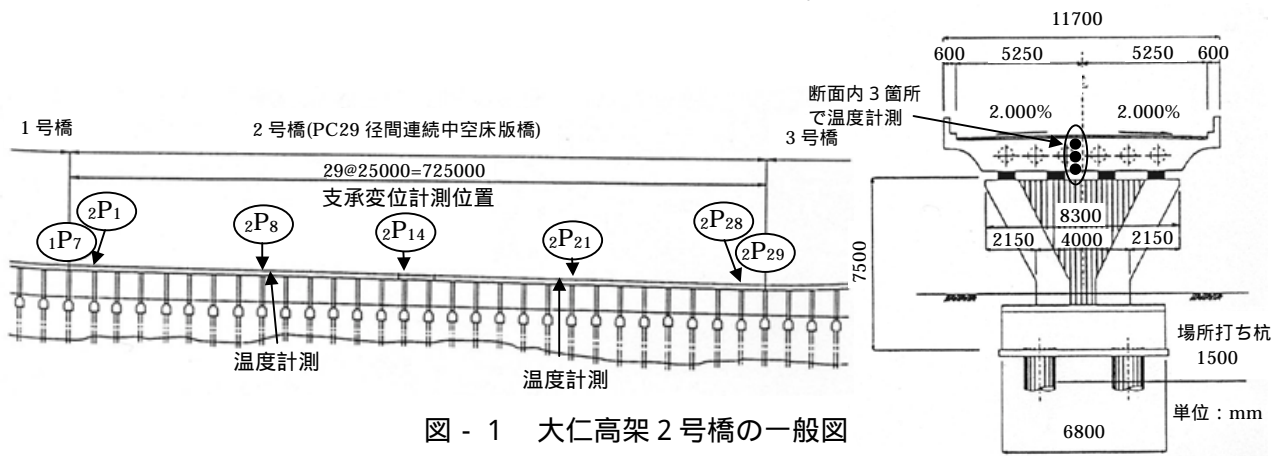 1号橋
2号橋(PC29径間連続中空床版橋)
3号橋
29@25000=725000
支承変位計測位置
1P7
2P1
2P8
2P14
2P21
2P28
2P29
温度計測
温度計測
11700
600 5250 5250 600
断面内3箇所
で温度計測
2.000% 2.000%
8300
2150 4000 2150
7500
場所打ち杭
1500
6800
単位:mm
図 - 1 大仁高架2号橋の一般図